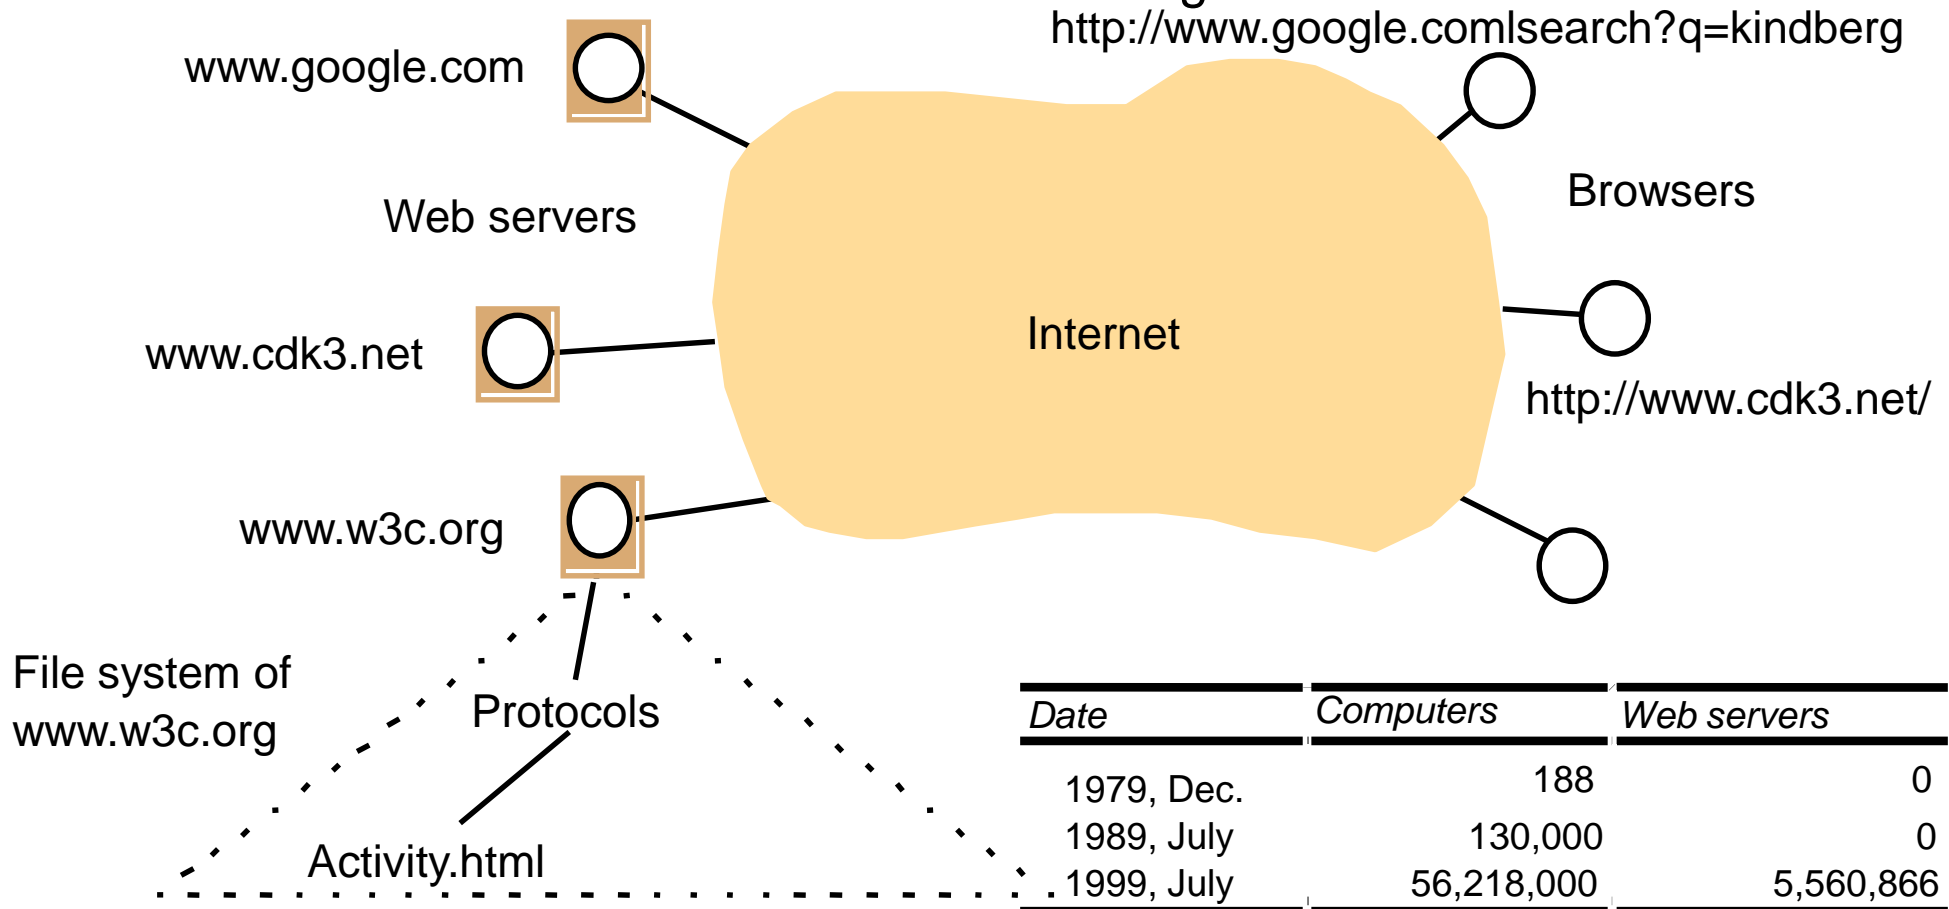 http://www.google.comlsearch?q=kindberg
www.google.com
Browsers
Web servers
Internet
www.cdk3.net
http://www.cdk3.net/
www.w3c.org
File system of
www.w3c.org
Protocols
Activity.html
Date Computers Web servers
1979, Dec. 188 0
1989, July 130,000 0
1999, July 56,218,000 5,560,866